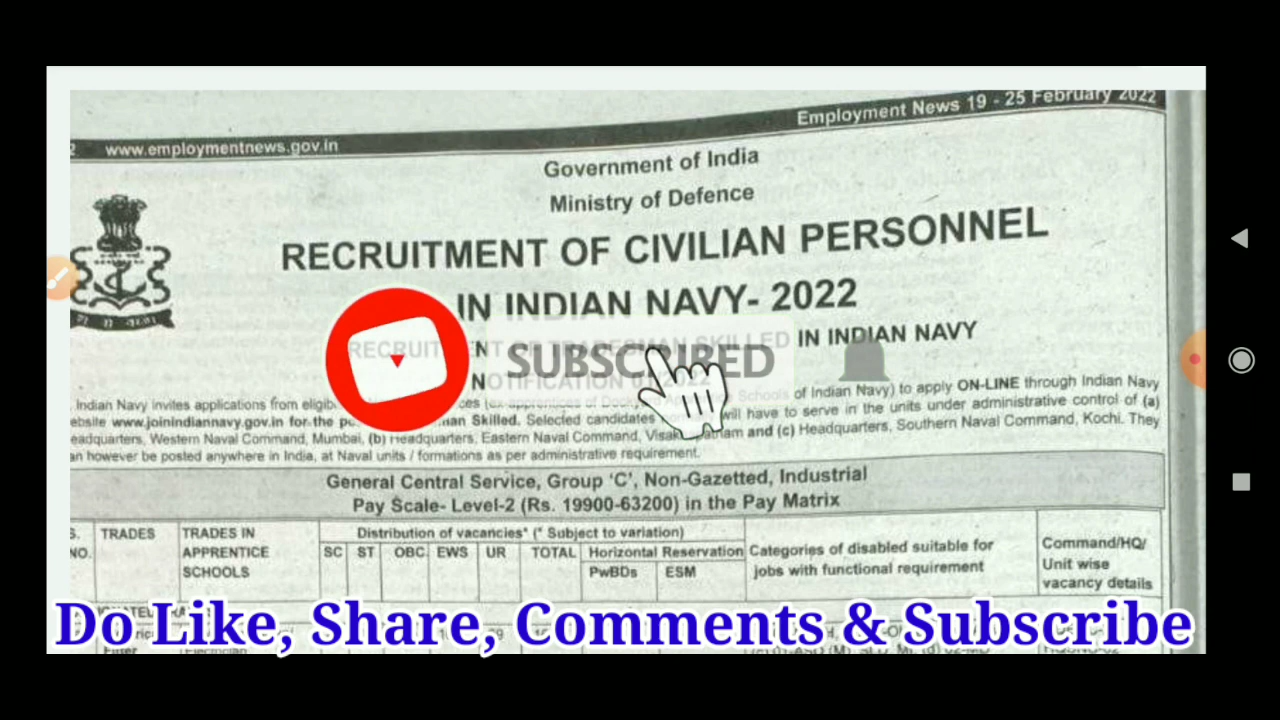 Employment News 19 - 25 February 2022
www.employmentnews.gov.in
Government of India
Ministry of Defence
RECRUITMENT OF CIVILIAN PERSONNEL
IN INDIAN NAVY- 2022
IN INDIAN NAVY
SUBSCRIBED
Indian Navy invites applications from of Indian Navy) to apply ON-LINE through Indian Navy
www.joinindiannavy.gov.in for the Skilled. Selected candidates will have to serve in the units under administrative control of (a)
Western Naval Command, Mumbai, (b) Headquarters, Eastern Naval Command, and (c) Headquarters, Southern Naval Command, Kochi. They
however be posted anywhere in India, at Naval units / formations as per administrative requirement.
General Central Service, Group 'C', Non-Gazetted, Industrial
Pay Scale- Level-2 (Rs. 19900-63200) in the Pay Matrix
NO.
TRADES
TRADES IN
APPRENTICE
SCHOOLS
Distribution of vacancies* (* Subject to variation)
SC ST OBC EWS UR TOTAL Horizontal Reservation
PwBDs ESM
Categories of disabled suitable for
jobs with functional requirement
Command/HQ/
Unit wise
vacancy details
Do Like, Share, Comments & Subscribe